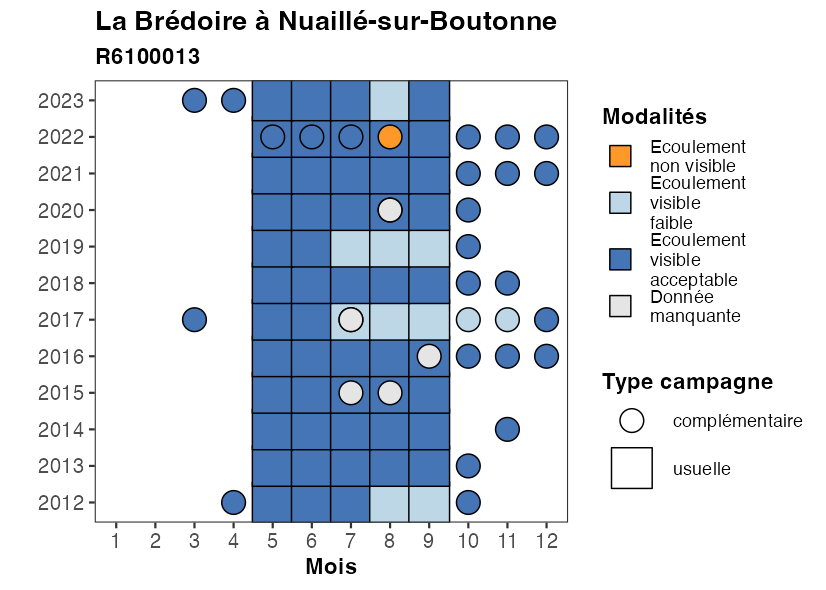 La Brédoire à Nuaillé-sur-Boutonne
R6100013
2023
2022
2021
2020
2019
2018
2017
2016
2015
2014
2013
2012
1 2 3 4 5 6 7 8 9 10 11 12
Mois
Modalités
Ecoulement
non visible
Ecoulement
visible
faible
Ecoulement
visible
acceptable
Donnée
manquante
Type campagne
complémentaire
usuelle